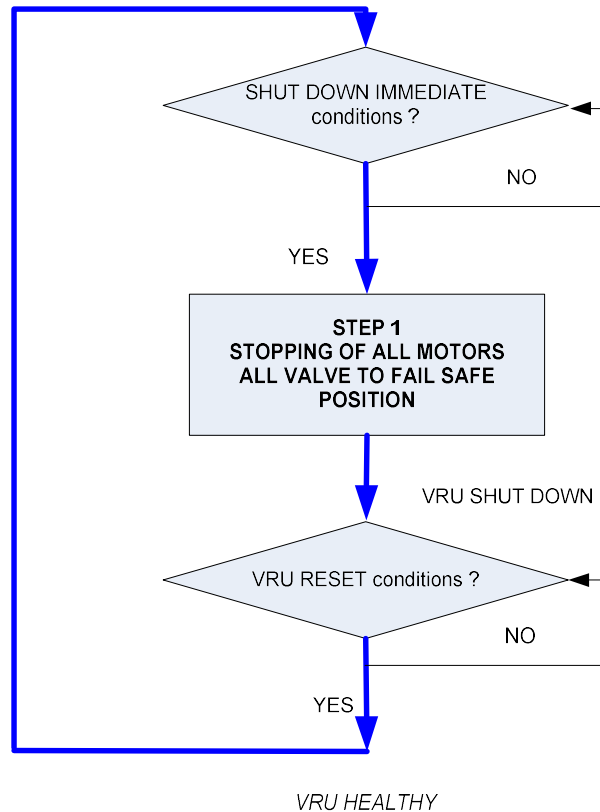 SHUT DOWN IMMEDIATE
conditions ?
NO
YES
STEP 1
STOPPING OF ALL MOTORS
ALL VALVE TO FAIL SAFE
POSITION
VRU SHUT DOWN
VRU RESET conditions ?
NO
YES
VRU HEALTHY